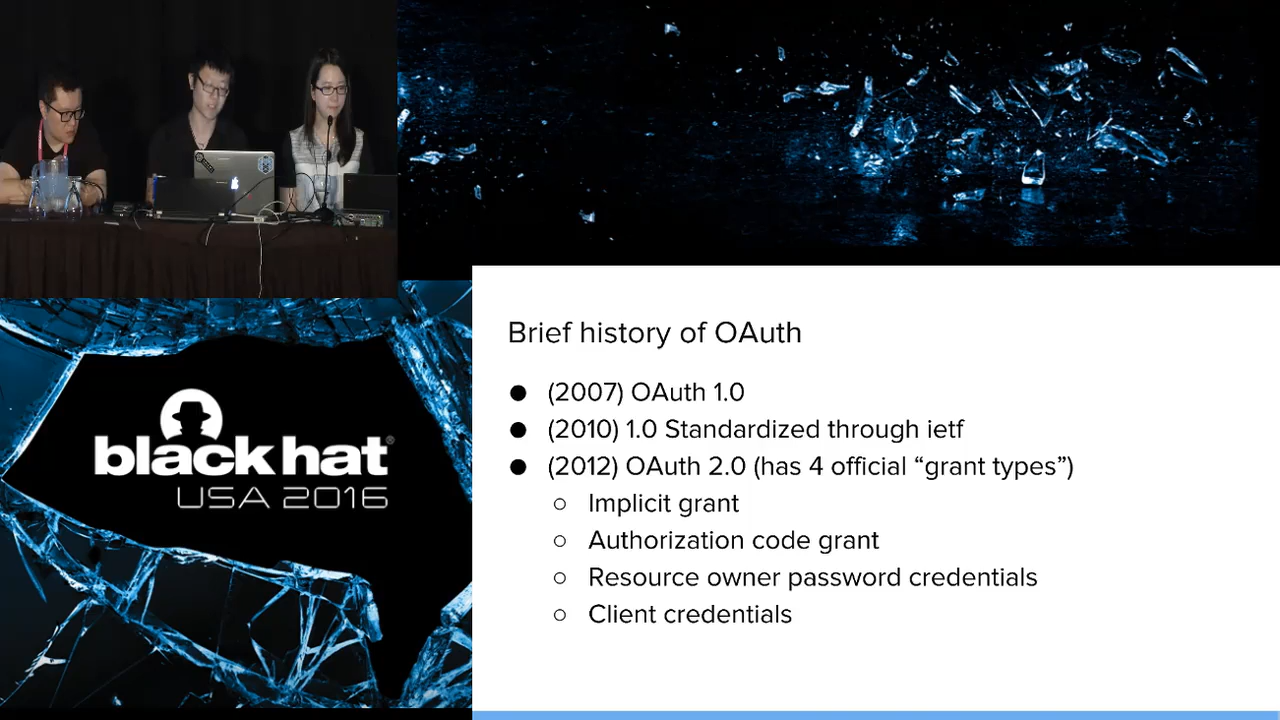 black hat®
USA 2016
Brief history of OAuth
● (2007) OAuth 1.0
● (2010) 1.0 Standardized through ietf
● (2012) OAuth 2.0 (has 4 official “grant types”)
○ Implicit grant
○ Authorization code grant
○ Resource owner password credentials
○ Client credentials